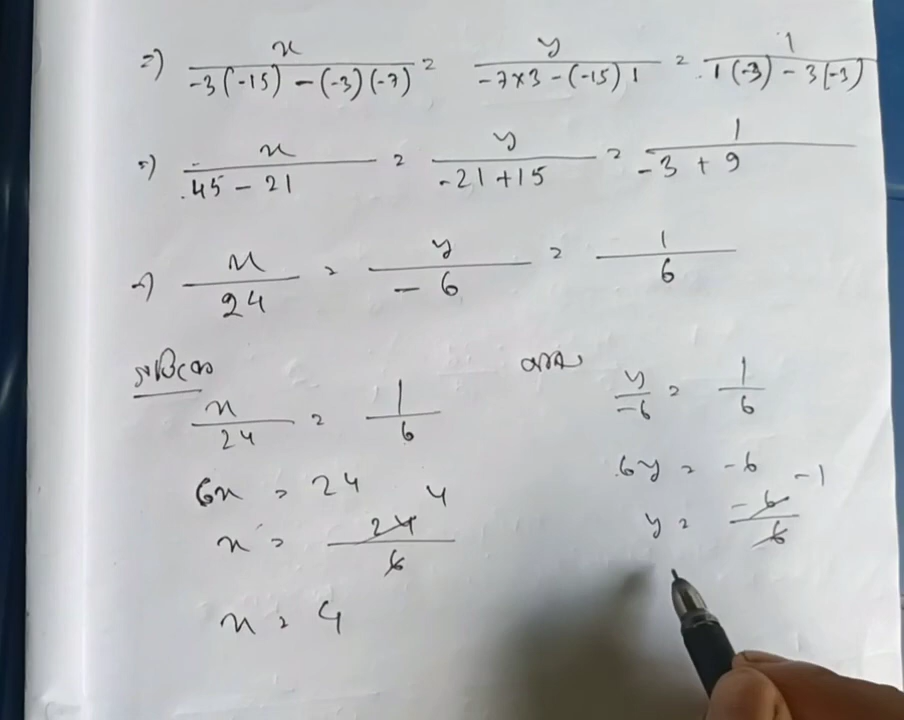 ⇒) x / -3(-15) - (-3)(-7) = y / -7×3 - (-15) 1 = 1 / 1(-3) - 3(-3)
⇒) x / 45 - 21 = y / -21 + 15 = 1 / -3 + 9
⇒) x / 24 = y / -6 = 1 / 6
x / 24 = 1 / 6 y / -6 = 1 / 6
6x = 24 6y = -6
x = 24 / 6 4 y = -6 / 6 -1
x = 4